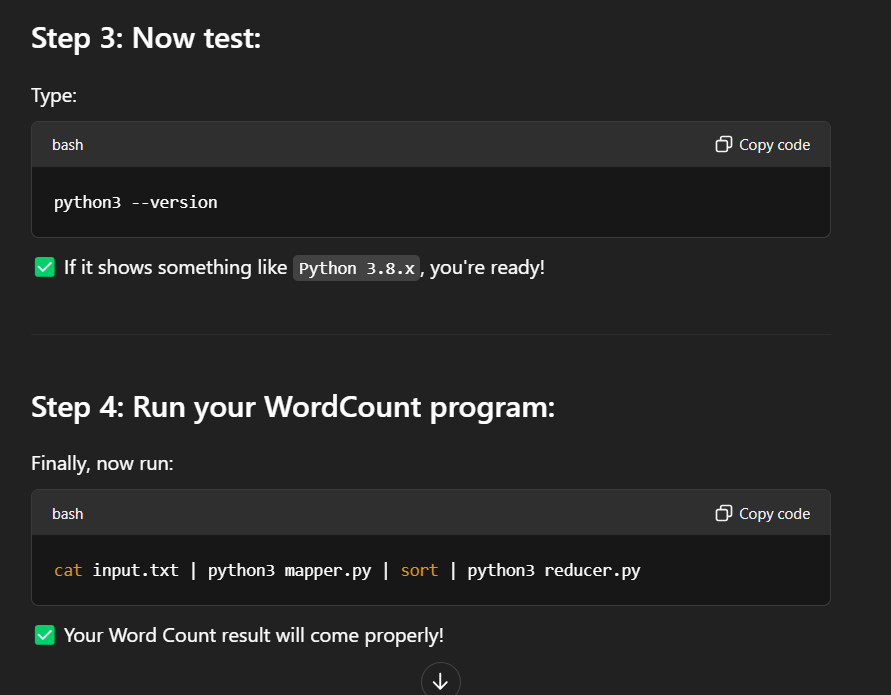 Step 3: Now test:
Type:
bash
Copy code
python3 --version
If it shows something like Python 3.8.x, you're ready!
Step 4: Run your WordCount program:
Finally, now run:
bash
Copy code
cat input.txt | python3 mapper.py | sort | python3 reducer.py
Your Word Count result will come properly!